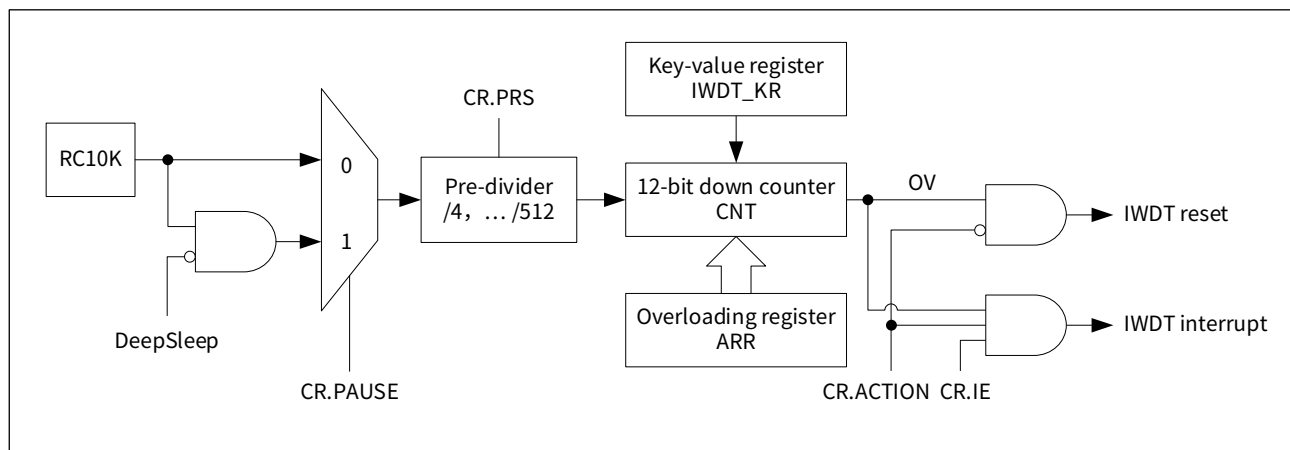 Key-value register
IWDT_KR
CR.PRS
RC10K
0
Pre-divider
/4，… /512
12-bit down counter
CNT
OV
IWDT reset
1
DeepSleep
Overloading register
ARR
IWDT interrupt
CR.PAUSE
CR.ACTION CR.IE